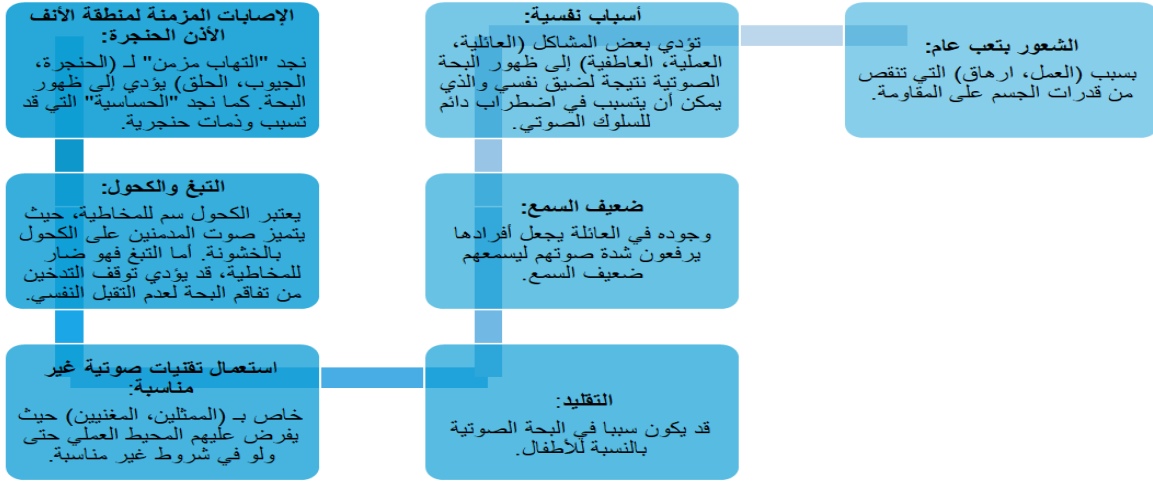 الإصابات المزمنة لمنطقة الأنف
الأذن الحنجرة:
نجد "التهاب مزمن" لـ (الحنجرة،
الجيوب، الحلق) يؤدي إلى ظهور
البحة. كما نجد "الحساسية" التي قد
تسبب وذمات حنجرية.
التبغ والكحول:
يعتبر الكحول سم للمخاطية، حيث
يتميز صوت المدمنين على الكحول
بالخشونة. أما التبغ فهو ضار
للمخاطية، قد يؤدي توقف التدخين
من تفاقم البحة لعدم التقبل النفسي.
استعمال تقنيات صوتية غير
مناسبة:
خاص بـ (الممثلين، المغنيين) حيث
يفرض عليهم المحيط العملي حتى
ولو في شروط غير مناسبة.
التقليد:
قد يكون سببا في البحة الصوتية
بالنسبة للأطفال.
ضعيف السمع:
وجوده في العائلة يجعل أفرادها
يرفعون شدة صوتهم ليسمعهم
ضعيف السمع.
أسباب نفسية:
تؤدي بعض المشاكل (العائلية،
العملية، العاطفية) إلى ظهور البحة
الصوتية نتيجة لضيق نفسي والذي
يمكن أن يتسبب في اضطراب دائم
للسلوك الصوتي.
الشعور بتعب عام:
بسبب (العمل، ارهاق) التي تنقص
من قدرات الجسم على المقاومة.